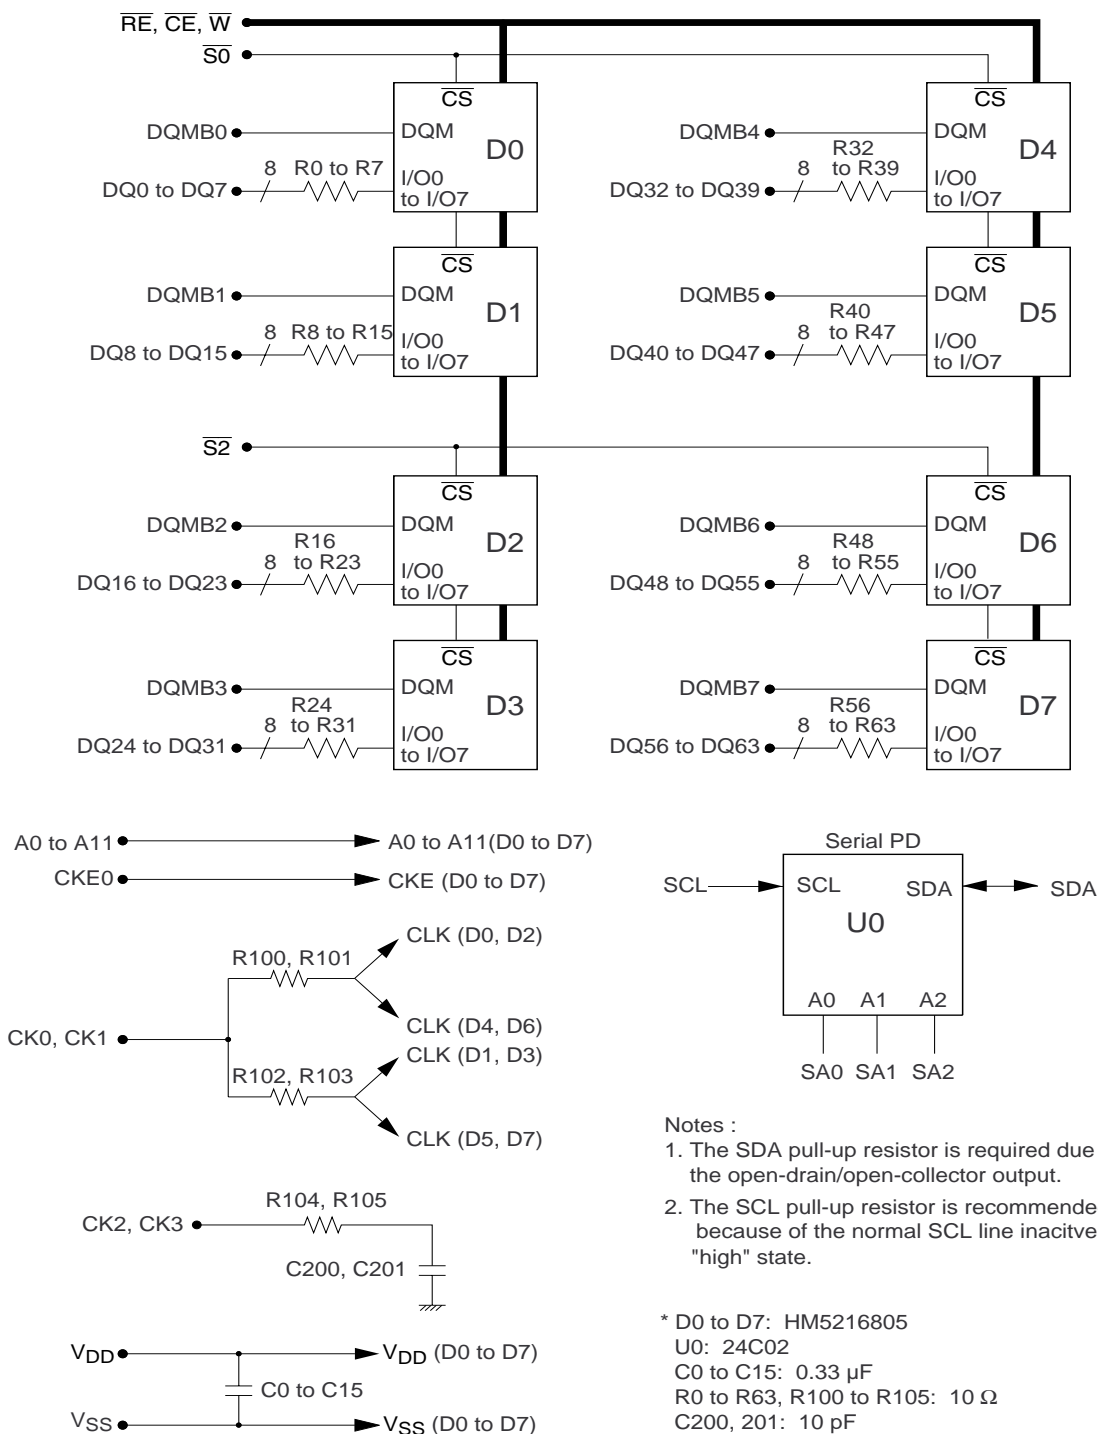 RE, CE, W
S0
CS
CS
DQMB0
DQM
D0
DQMB4
DQM
D4
8
R0 to R7
R32
to R39
8
DQ0 to DQ7
I/O0
to I/O7
DQ32 to DQ39
I/O0
to I/O7
CS
CS
DQMB1
DQM
D1
DQMB5
DQM
D5
8
R8 to R15
R40
to R47
8
DQ8 to DQ15
I/O0
to I/O7
DQ40 to DQ47
I/O0
to I/O7
S2
CS
CS
DQMB2
DQM
D2
DQMB6
DQM
D6
R16
to R23
8
R48
to R55
8
DQ16 to DQ23
I/O0
to I/O7
DQ48 to DQ55
I/O0
to I/O7
CS
CS
DQMB3
DQM
D3
DQMB7
DQM
D7
R24
to R31
8
R56
to R63
8
DQ24 to DQ31
I/O0
to I/O7
DQ56 to DQ63
I/O0
to I/O7
A0 to A11
A0 to A11(D0 to D7)
CKE0
CKE (D0 to D7)
CLK (D0, D2)
R100, R101
CLK (D4, D6)
CK0, CK1
CLK (D1, D3)
R102, R103
CLK (D5, D7)
R104, R105
CK2, CK3
C200, C201
VDD
VDD (D0 to D7)
C0 to C15
VSS
VSS (D0 to D7)
Serial PD
SCL
SCL
SDA
SDA
U0
A0
A1
A2
SA0
SA1
SA2
Notes :
1. The SDA pull-up resistor is required due
the open-drain/open-collector output.
2. The SCL pull-up resistor is recommende
because of the normal SCL line inacitve
"high" state.
* D0 to D7: HM5216805
U0: 24C02
C0 to C15: 0.33 µF
R0 to R63, R100 to R105: 10 Ω
C200, 201: 10 pF